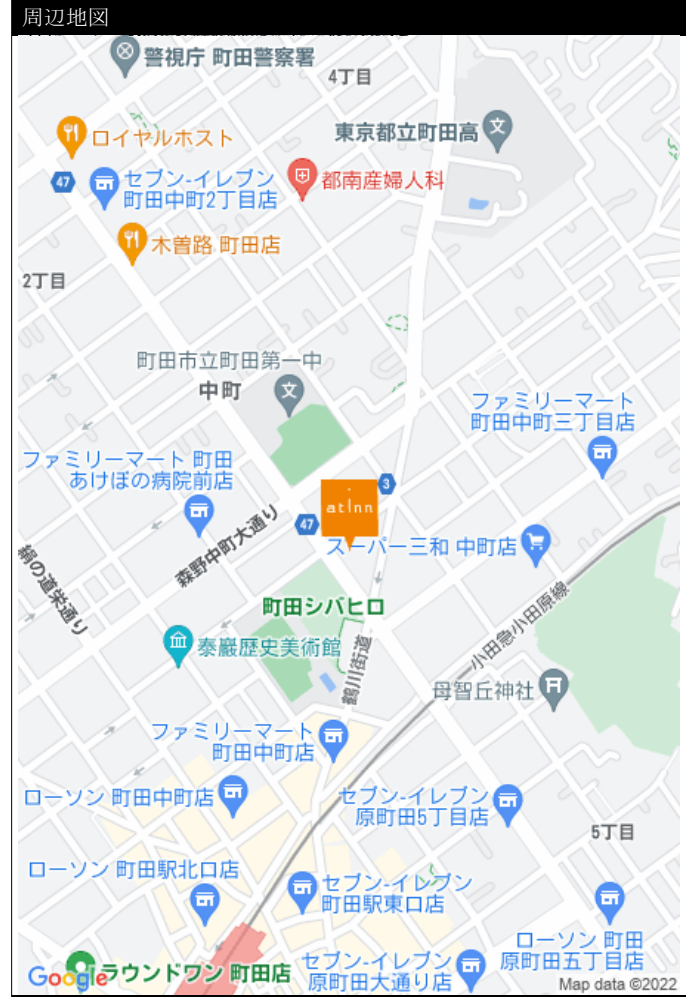 周辺地図
警視庁 町田警察署
4丁目
ロイヤルホスト
東京都立町田高
文
47
セブン-イレブン
町田中町2丁目店
都南産婦人科
木曽路 町田店
2丁目
町田市立町田第一中
文
中町
ファミリーマート
町田中町三丁目店
ファミリーマート 町田
あけぼの病院前店
3
at inn
47
森野中町大通り
スーパー三和 中町店
絹の道栄通り
町田シバヒロ
小田急小田原線
泰巖歴史美術館
鶴川街道
母智丘神社
ファミリーマート
町田中町店
ローソン 町田中町店
セブン-イレブン
原町田5丁目店
5丁目
ローソン 町田駅北口店
セブン-イレブン
町田駅東口店
ローソン 町田
原町田五丁目店
Google
ラウンドワン 町田店
セブン-イレブン
原町田大通り店
Map data ©2022